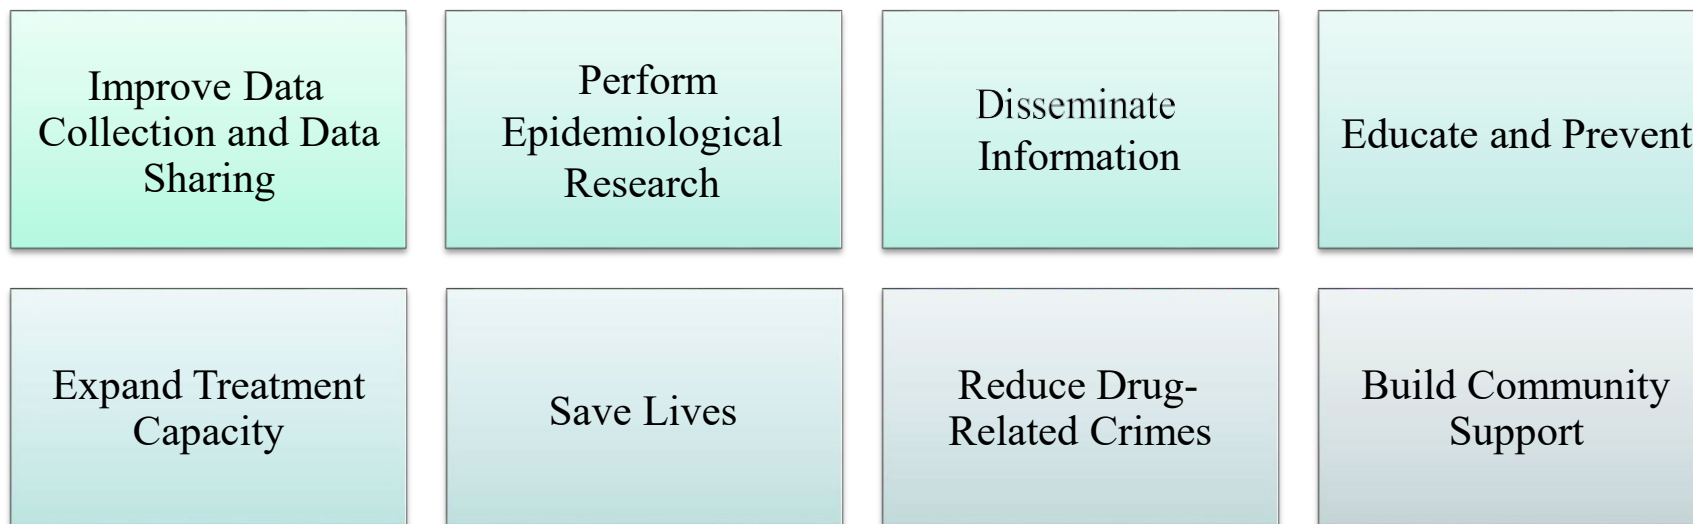 Improve Data
Collection and Data
Sharing
Perform
Epidemiological
Research
Disseminate
Information
Educate and Prevent
Expand Treatment
Capacity
Save Lives
Reduce Drug-
Related Crimes
Build Community
Support